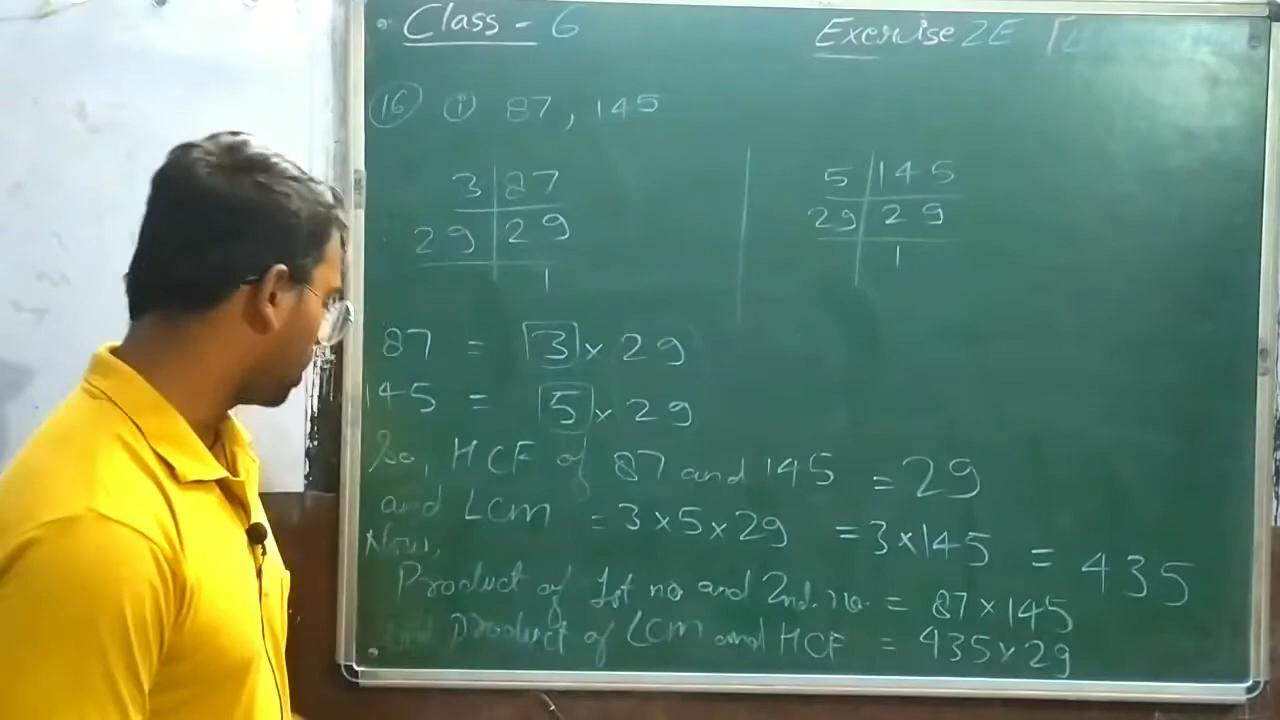 Class - 6
Exercise 2E
16 i 87, 145
3 87
29 29
1
5 145
29 29
1
87 = 3 × 29
145 = 5 × 29
So, HCF of 87 and 145 = 29
and LCM = 3×5×29 = 3×145 = 435
Now,
Product of 1st no and 2nd. no. = 87×145
and product of LCM and HCF = 435×29